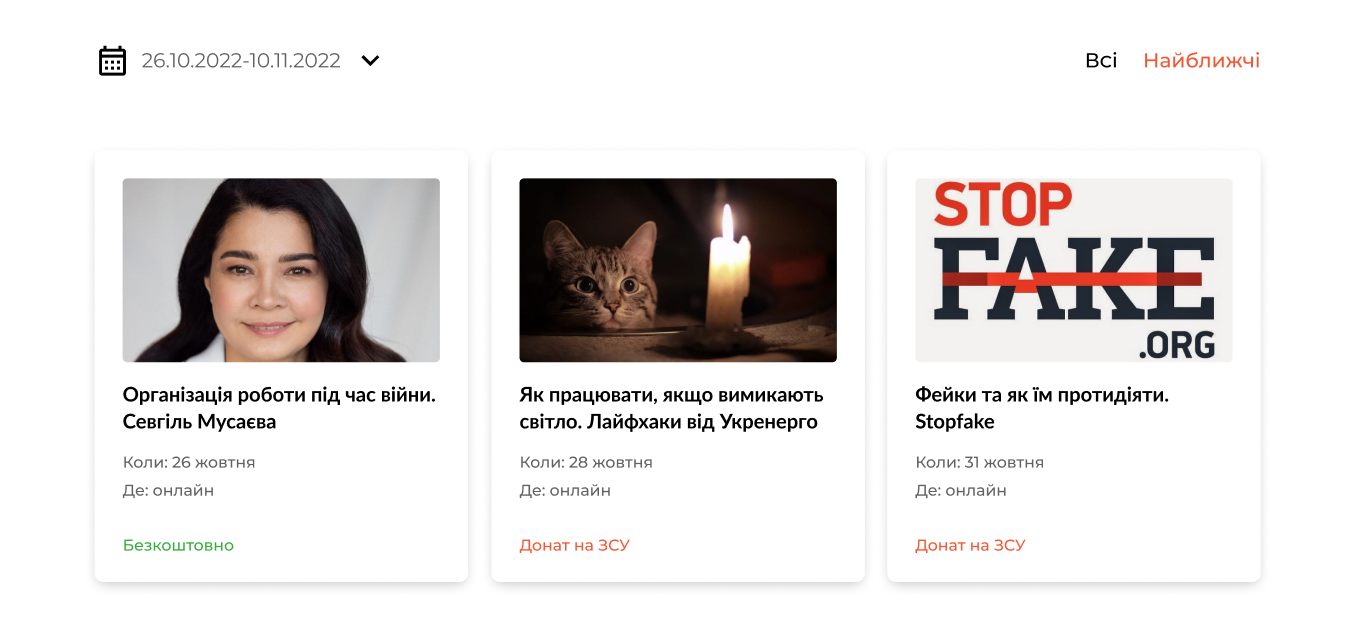 26.10.2022-10.11.2022
Всі Найближчі
STOP
FAKE
.ORG
Організація роботи під час війни.
Севгіль Мусаєва
Коли: 26 жовтня
Де: онлайн
Безкоштовно
Як працювати, якщо вимикають
світло. Лайфхаки від Укренерго
Коли: 28 жовтня
Де: онлайн
Донат на ЗСУ
Фейки та як їм протидіяти.
Stopfake
Коли: 31 жовтня
Де: онлайн
Донат на ЗСУ